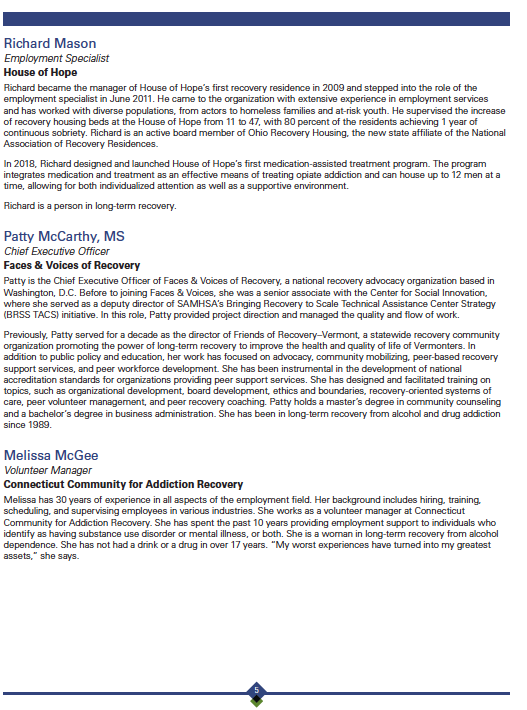 Richard Mason
Employment Specialist
House of Hope
Richard became the manager of House of Hope's first recovery residence in 2009 and stepped into the role of the
employment specialist in June 2011. He came to the organization with extensive experience in employment services
and has worked with diverse populations, from actors to homeless families and at-risk youth. He supervised the increase
of recovery housing beds at the House of Hope from 11 to 47, with 80 percent of the residents achieving 1 year of
continuous sobriety. Richard is an active board member of Ohio Recovery Housing, the new state affiliate of the National
Association of Recovery Residences.
In 2018, Richard designed and launched House of Hope's first medication-assisted treatment program. The program
integrates medication and treatment as an effective means of treating opiate addiction and can house up to 12 men at a
time, allowing for both individualized attention as well as a supportive environment.
Richard is a person in long-term recovery.
Patty McCarthy, MS
Chief Executive Officer
Faces & Voices of Recovery
Patty is the Chief Executive Officer of Faces & Voices of Recovery, a national recovery advocacy organization based in
Washington, D.C. Before to joining Faces & Voices, she was a senior associate with the Center for Social Innovation,
where she served as a deputy director of SAMHSA's Bringing Recovery to Scale Technical Assistance Center Strategy
(BRSS TACS) initiative. In this role, Patty provided project direction and managed the quality and flow of work.
Previously, Patty served for a decade as the director of Friends of Recovery–Vermont, a statewide recovery community
organization promoting the power of long-term recovery to improve the health and quality of life of Vermonters. In
addition to public policy and education, her work has focused on advocacy, community mobilizing, peer-based recovery
support services, and peer workforce development. She has been instrumental in the development of national
accreditation standards for organizations providing peer support services. She has designed and facilitated training on
topics, such as organizational development, board development, ethics and boundaries, recovery-oriented systems of
care, peer volunteer management, and peer recovery coaching. Patty holds a master's degree in community counseling
and a bachelor's degree in business administration. She has been in long-term recovery from alcohol and drug addiction
since 1989.
Melissa McGee
Volunteer Manager
Connecticut Community for Addiction Recovery
Melissa has 30 years of experience in all aspects of the employment field. Her background includes hiring, training,
scheduling, and supervising employees in various industries. She works as a volunteer manager at Connecticut
Community for Addiction Recovery. She has spent the past 10 years providing employment support to individuals who
identify as having substance use disorder or mental illness, or both. She is a woman in long-term recovery from alcohol
dependence. She has not had a drink or a drug in over 17 years. "My worst experiences have turned into my greatest
assets," she says.
5